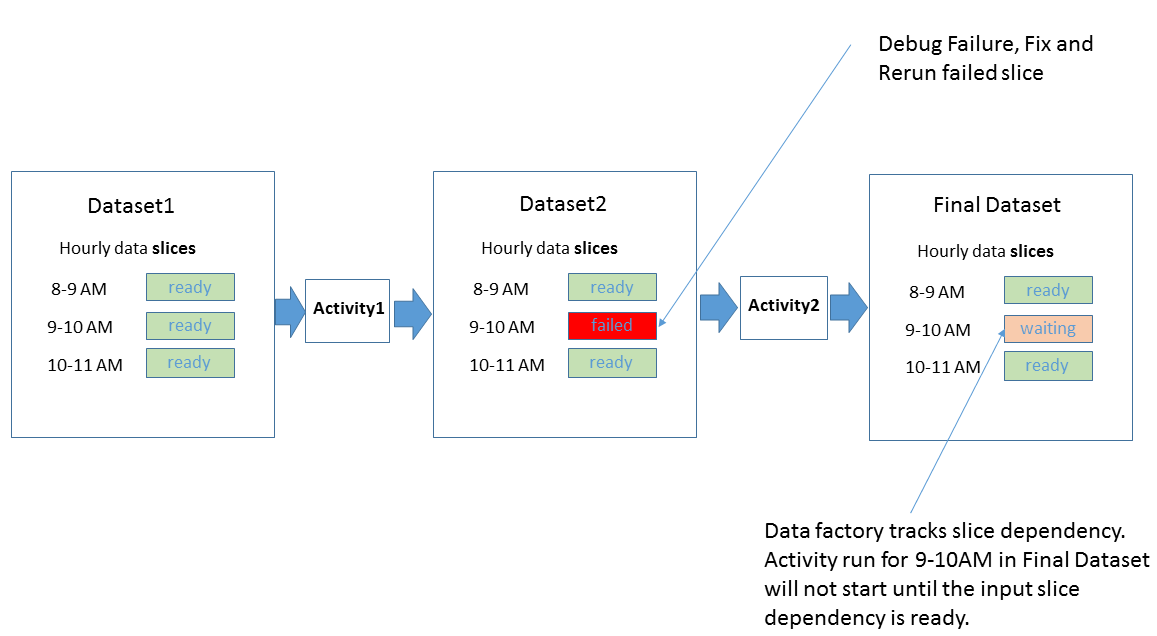 Debug Failure, Fix and
Rerun failed slice
Dataset1
Hourly data slices
8-9 AM ready
9-10 AM ready
10-11 AM ready
Activity1
Dataset2
Hourly data slices
8-9 AM ready
9-10 AM failed
10-11 AM ready
Activity2
Final Dataset
Hourly data slices
8-9 AM ready
9-10 AM waiting
10-11 AM ready
Data factory tracks slice dependency.
Activity run for 9-10AM in Final Dataset
will not start until the input slice
dependency is ready.